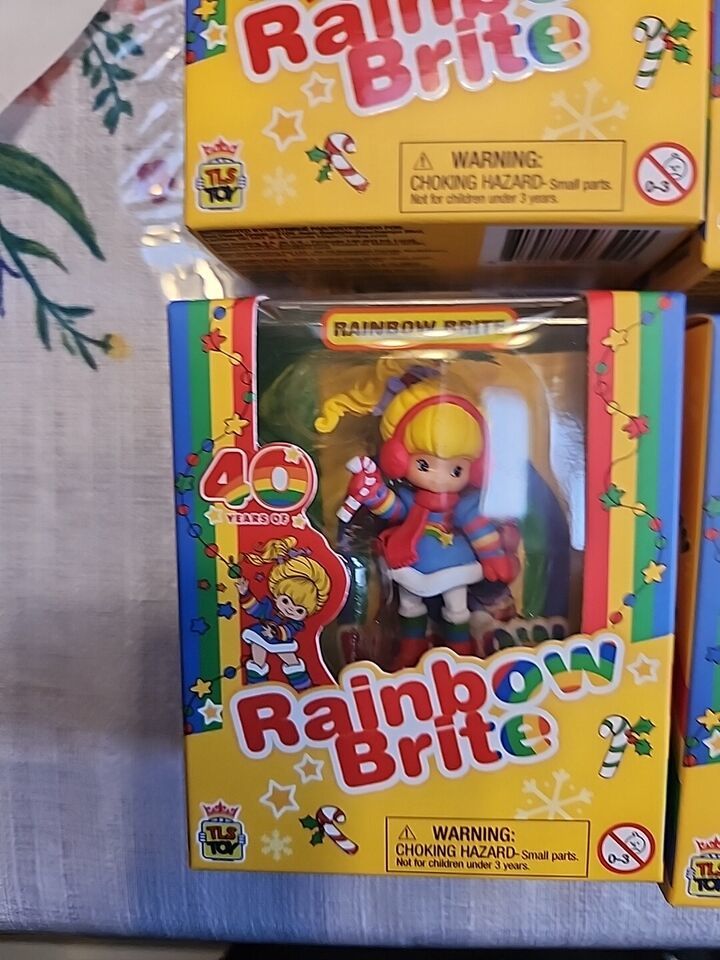 Rainbow
Brite
TLS
TOY
WARNING:
CHOKING HAZARD-Small parts.
Not for children under 3 years.
0-3
RAINBOW BRITE
40
YEARS OF
Rainbow
Brite
TLS
TOY
WARNING:
CHOKING HAZARD-Small parts.
Not for children under 3 years.
0-3
TLS
TOY